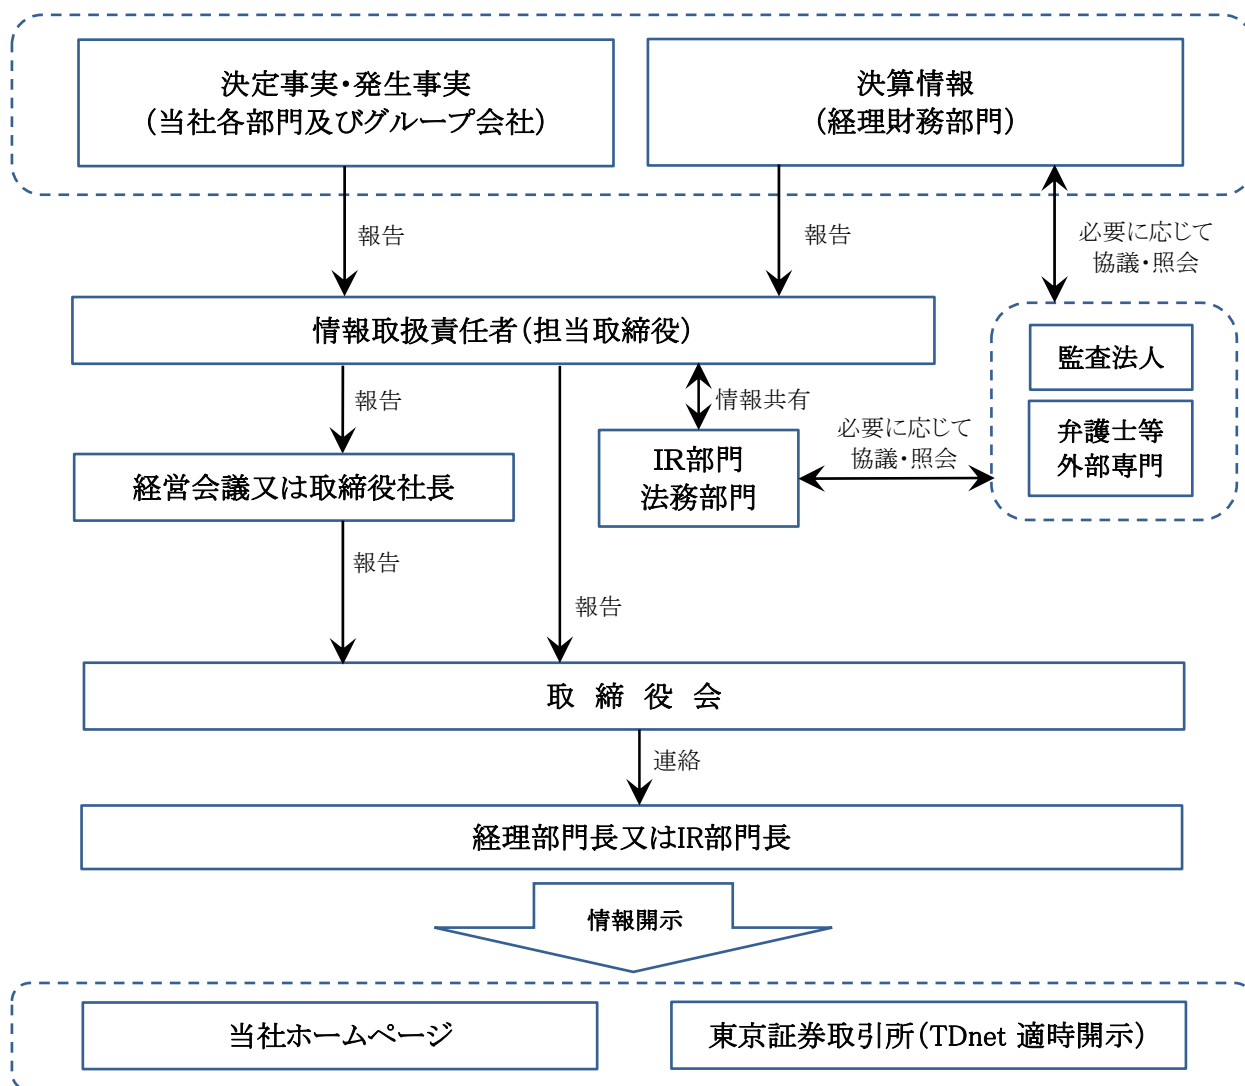 決定事実・発生事実
（当社各部門及びグループ会社）
決算情報
（経理財務部門）
報告
報告
必要に応じて
協議・照会
情報取扱責任者（担当取締役）
監査法人
弁護士等
外部専門
報告
情報共有
必要に応じて
協議・照会
IR部門
法務部門
経営会議又は取締役社長
報告
報告
取 締 役 会
連絡
経理部門長又はIR部門長
情報開示
当社ホームページ
東京証券取引所（TDnet 適時開示）